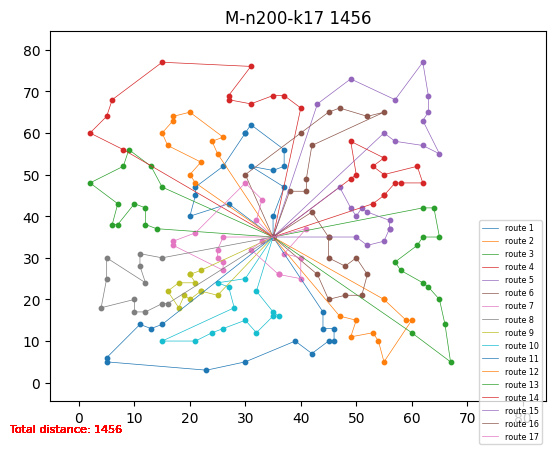 M-n200-k17 1456
80
70
60
50
40
30
20
10
0
0 10 20 30 40 50 60 70 80
route 1
route 2
route 3
route 4
route 5
route 6
route 7
route 8
route 9
route 10
route 11
route 12
route 13
route 14
route 15
route 16
route 17
Total distance: 1456